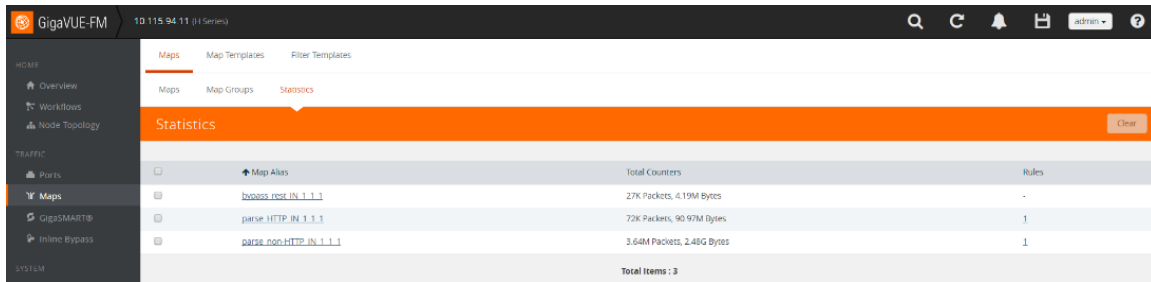 GigaVUE-FM 10.115.94.11 (H Series) admin
HOME
Overview
Workflows
Node Topology
TRAFFIC
Ports
Maps
GigaSMART®
Inline Bypass
SYSTEM
Maps Map Templates Filter Templates
Maps Map Groups Statistics
Statistics Clear
Map Alias Total Counters Rules
bypass_rest_IN_1_1_1 27K Packets, 4.19M Bytes -
parse_HTTP_IN_1_1_1 72K Packets, 90.97M Bytes 1
parse_non-HTTP_IN_1_1_1 3.64M Packets, 2.48G Bytes 1
Total Items : 3